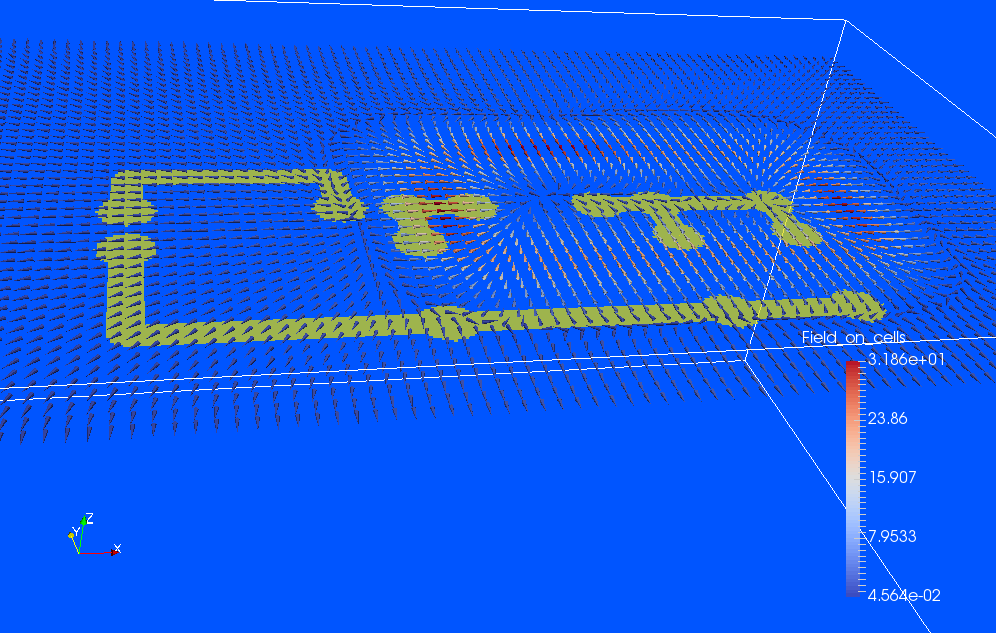 Field_on_cells
3.186e+01
23.86
15.907
7.9533
4.564e-02
Z
Y
X